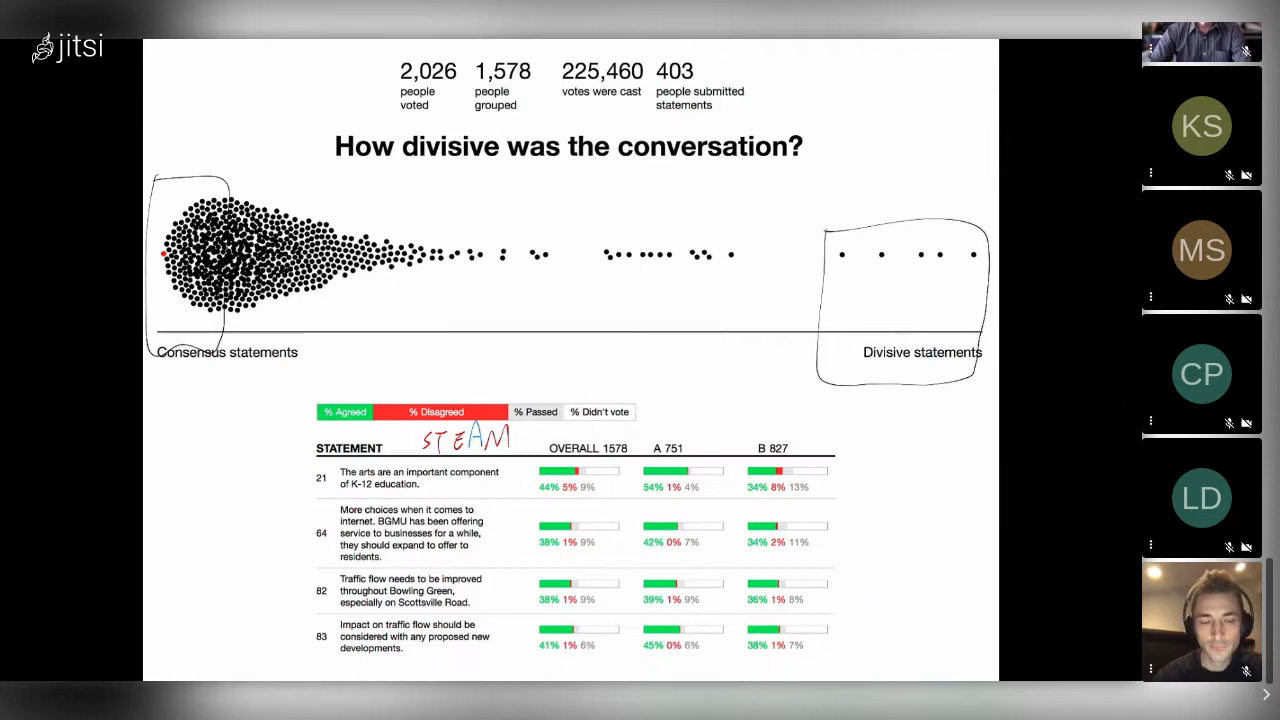 jitsi
2,026 1,578 225,460 403
people people votes were cast people submitted
voted grouped statements
How divisive was the conversation?
Consensus statements Divisive statements
% Agreed % Disagreed % Passed % Didn't vote
STEAM
STATEMENT OVERALL 1578 A 751 B 827
21 The arts are an important component
of K-12 education.
44% 5% 9% 54% 1% 4% 34% 8% 13%
64 More choices when it comes to
internet. BGMU has been offering
service to businesses for a while,
they should expand to offer to
residents.
38% 1% 9% 42% 0% 7% 34% 2% 11%
82 Traffic flow needs to be improved
throughout Bowling Green,
especially on Scottsville Road.
38% 1% 9% 39% 1% 9% 36% 1% 8%
83 Impact on traffic flow should be
considered with any proposed new
developments.
41% 1% 6% 45% 0% 6% 38% 1% 7%
KS
MS
CP
LD